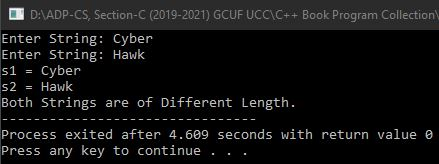 D:\ADP-CS, Section-C (2019-2021) GCUF UCC\C++ Book Program Collection\
Enter String: Cyber
Enter String: Hawk
s1 = Cyber
s2 = Hawk
Both Strings are of Different Length.
--------------------------------
Process exited after 4.609 seconds with return value 0
Press any key to continue . . .